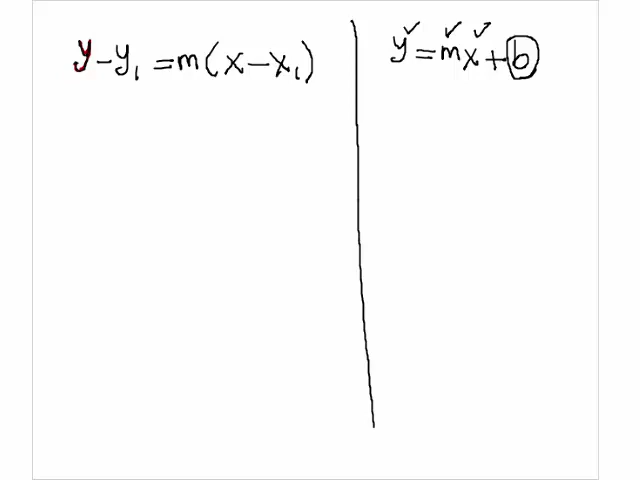 y - y₁ = m(x - x₁)
y = mx + b